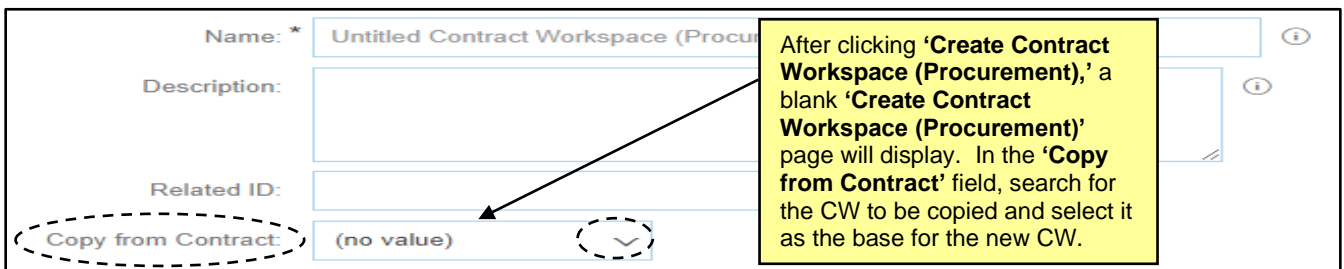 Name: * Untitled Contract Workspace (Procur
Description:
Related ID:
Copy from Contract: (no value)
After clicking ‘Create Contract
Workspace (Procurement),’ a
blank ‘Create Contract
Workspace (Procurement)’
page will display. In the ‘Copy
from Contract’ field, search for
the CW to be copied and select it
as the base for the new CW.